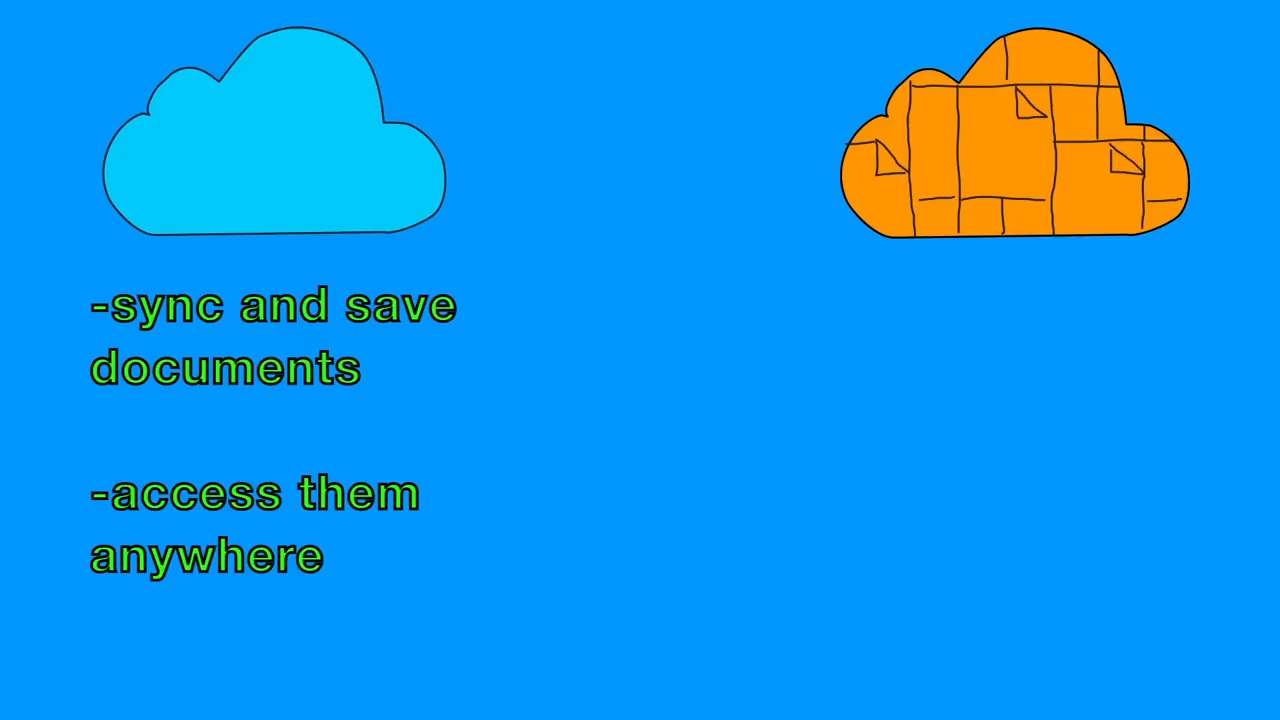 -sync and save
documents
-access them
anywhere